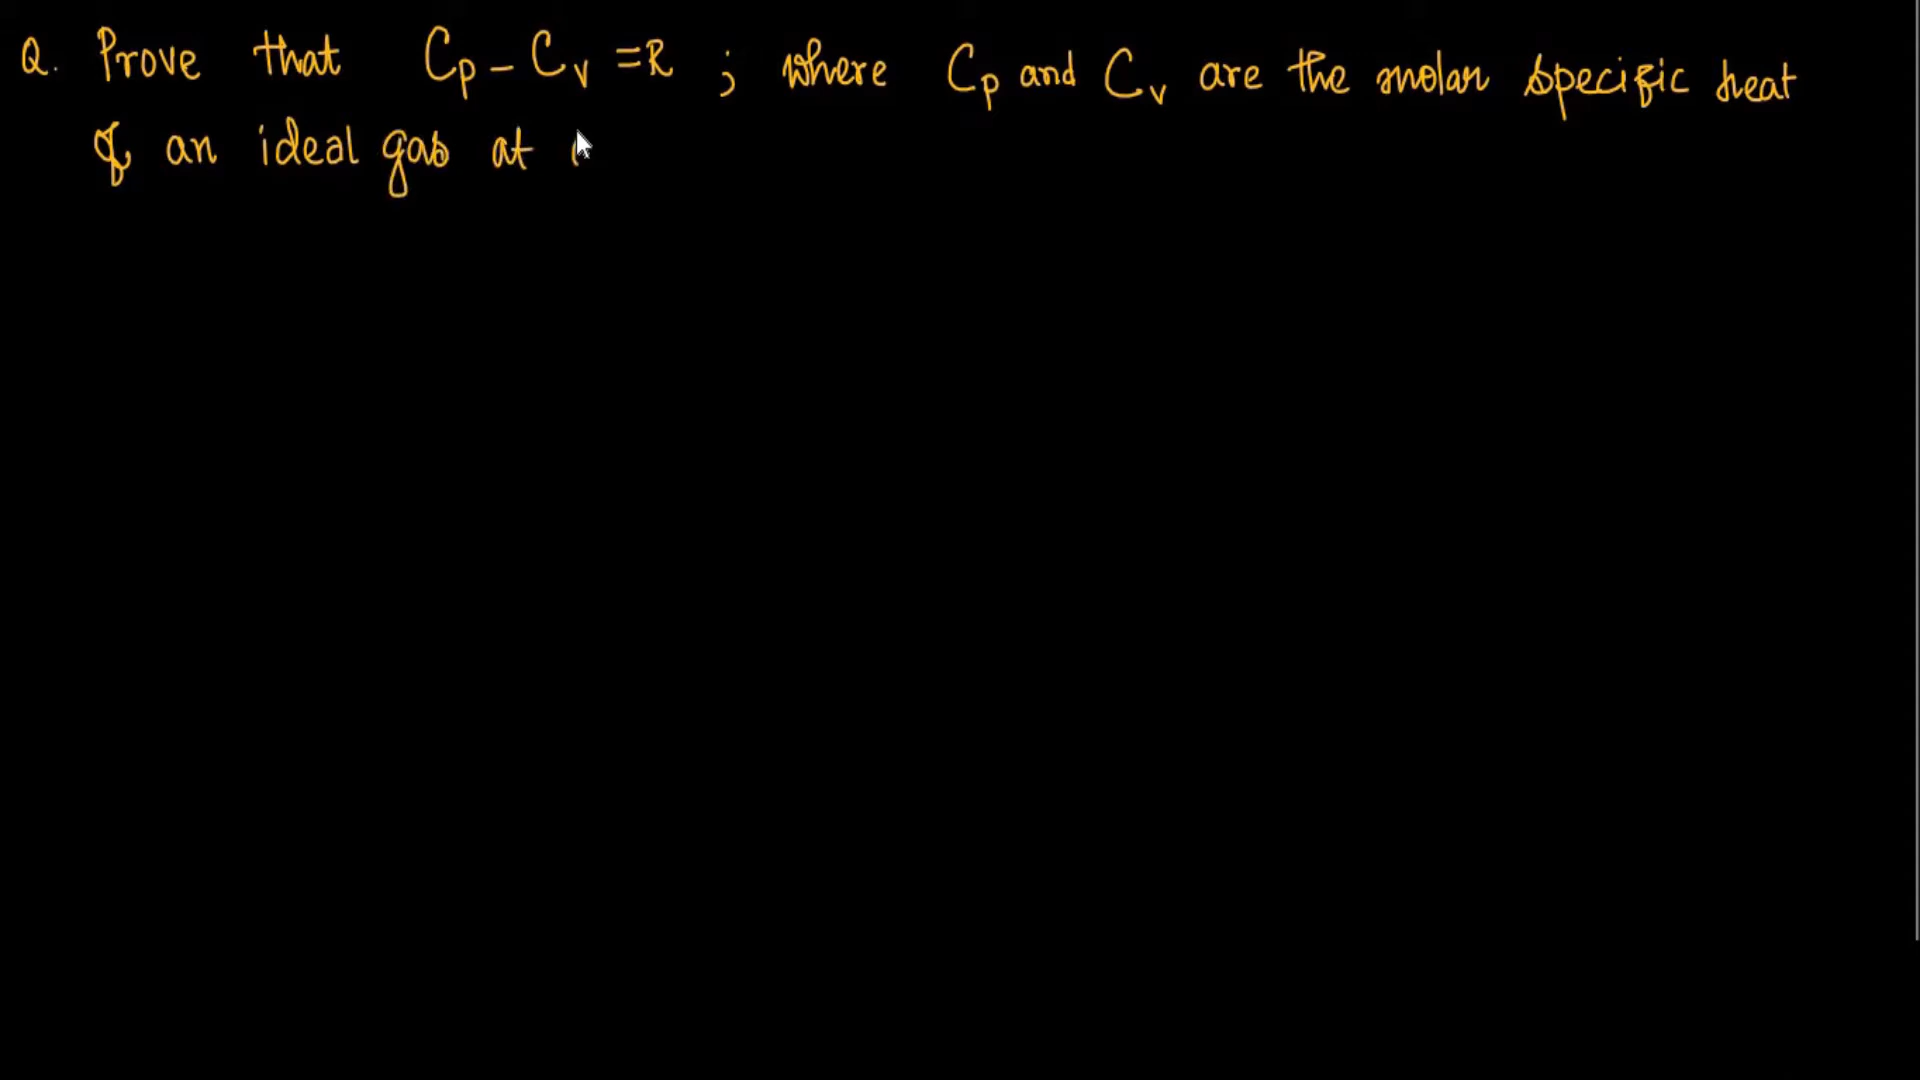 Q. Prove that Cp - Cv = R ; where Cp and Cv are the molar specific heat
of an ideal gas at